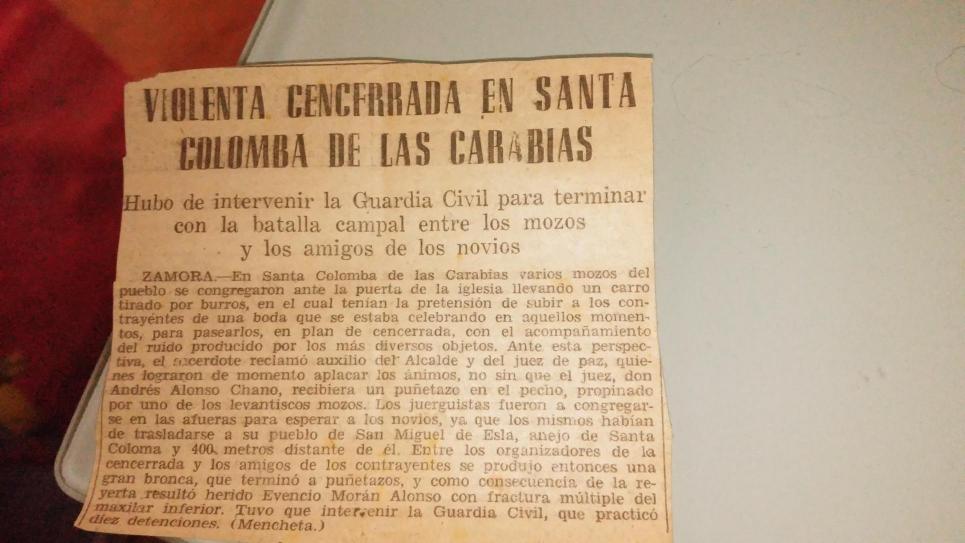 VIOLENTA CENCERRADA EN SANTA
COLOMBA DE LAS CARABIAS
Hubo de intervenir la Guardia Civil para terminar
con la batalla campal entre los mozos
y los amigos de los novios
ZAMORA.—En Santa Colomba de las Carabias varios mozos del
pueblo se congregaron ante la puerta de la iglesia llevando un carro
tirado por burros, en el cual tenían la pretensión de subir a los con-
trayéntes de una boda que se estaba celebrando en aquellos momen-
tos, para pasearlos, en plan de cencerrada, con el acompañamiento
del ruido producido por los más diversos objetos. Ante esta perspec-
tiva, el sacerdote reclamó auxilio del Alcalde y del juez de paz, quie-
nes lograron de momento aplacar los ánimos, no sin que el juez, don
Andrés Alonso Chano, recibiera un puñetazo en el pecho, propinado
por uno de los levantiscos mozos. Los juerguistas fueron a congregar-
se en las afueras para esperar a los novios, ya que los mismos habían
de trasladarse a su pueblo de San Miguel de Esla, anejo de Santa
Coloma y 400 metros distante de él. Entre los organizadores de la
cencerrada y los amigos de los contrayentes se produjo entonces una
gran bronca, que terminó a puñetazos, y como consecuencia de la re-
yerta resultó herido Evencio Morán Alonso con fractura múltiple del
maxilar inferior. Tuvo que intervenir la Guardia Civil, que practicó
diez detenciones. (Mencheta.)